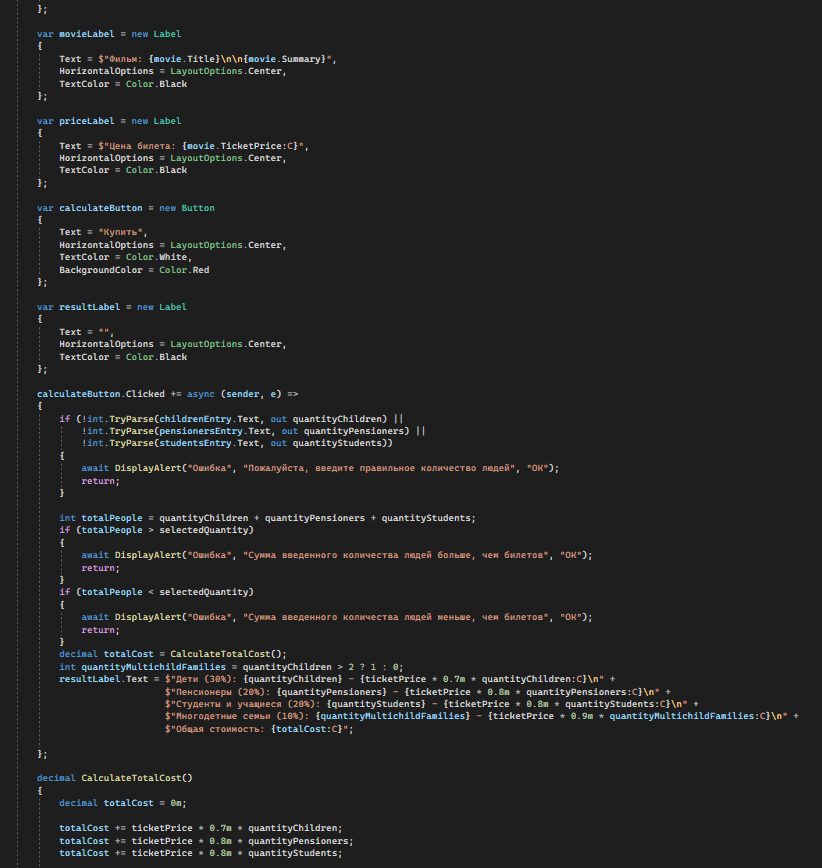 };
var movieLabel = new Label
{
Text = $"Фильм: {movie.Title}\n\n{movie.Summary}",
HorizontalOptions = LayoutOptions.Center,
TextColor = Color.Black
};
var priceLabel = new Label
{
Text = $"Цена билета: {movie.TicketPrice:C}",
HorizontalOptions = LayoutOptions.Center,
TextColor = Color.Black
};
var calculateButton = new Button
{
Text = "Купить",
HorizontalOptions = LayoutOptions.Center,
TextColor = Color.White,
BackgroundColor = Color.Red
};
var resultLabel = new Label
{
Text = "",
HorizontalOptions = LayoutOptions.Center,
TextColor = Color.Black
};
calculateButton.Clicked += async (sender, e) =>
{
if (!int.TryParse(childrenEntry.Text, out quantityChildren) ||
!int.TryParse(pensionersEntry.Text, out quantityPensioners) ||
!int.TryParse(studentsEntry.Text, out quantityStudents))
{
await DisplayAlert("Ошибка", "Пожалуйста, введите правильное количество людей", "ОК");
return;
}
int totalPeople = quantityChildren + quantityPensioners + quantityStudents;
if (totalPeople > selectedQuantity)
{
await DisplayAlert("Ошибка", "Сумма введенного количества людей больше, чем билетов", "ОК");
return;
}
if (totalPeople < selectedQuantity)
{
await DisplayAlert("Ошибка", "Сумма введенного количества людей меньше, чем билетов", "ОК");
return;
}
decimal totalCost = CalculateTotalCost();
int quantityMultichildFamilies = quantityChildren > 2 ? 1 : 0;
resultLabel.Text = $"Дети (30%): {quantityChildren} - {ticketPrice * 0.7m * quantityChildren:C}\n" +
$"Пенсионеры (20%): {quantityPensioners} - {ticketPrice * 0.8m * quantityPensioners:C}\n" +
$"Студенты и учащиеся (20%): {quantityStudents} - {ticketPrice * 0.8m * quantityStudents:C}\n" +
$"Многодетные семьи (10%): {quantityMultichildFamilies} - {ticketPrice * 0.9m * quantityMultichildFamilies:C}\n" +
$"Общая стоимость: {totalCost:C}";
};
decimal CalculateTotalCost()
{
decimal totalCost = 0m;
totalCost += ticketPrice * 0.7m * quantityChildren;
totalCost += ticketPrice * 0.8m * quantityPensioners;
totalCost += ticketPrice * 0.8m * quantityStudents;